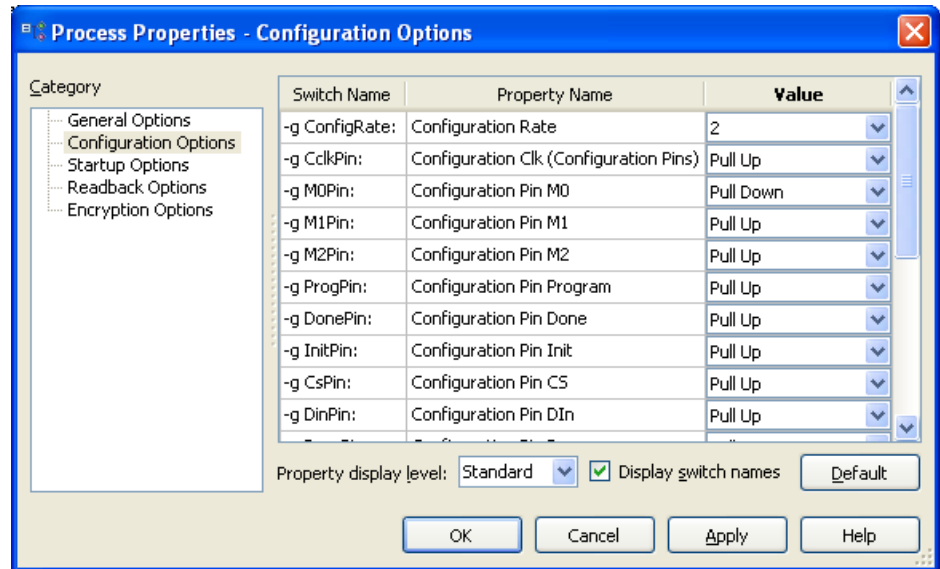 Process Properties - Configuration Options
Category
General Options
Configuration Options
Startup Options
Readback Options
Encryption Options
Switch Name Property Name Value
-g ConfigRate: Configuration Rate 2
-g CclkPin: Configuration Clk (Configuration Pins) Pull Up
-g M0Pin: Configuration Pin M0 Pull Down
-g M1Pin: Configuration Pin M1 Pull Up
-g M2Pin: Configuration Pin M2 Pull Up
-g ProgPin: Configuration Pin Program Pull Up
-g DonePin: Configuration Pin Done Pull Up
-g InitPin: Configuration Pin Init Pull Up
-g CsPin: Configuration Pin CS Pull Up
-g DinPin: Configuration Pin DIn Pull Up
Property display level: Standard Display switch names Default
OK Cancel Apply Help